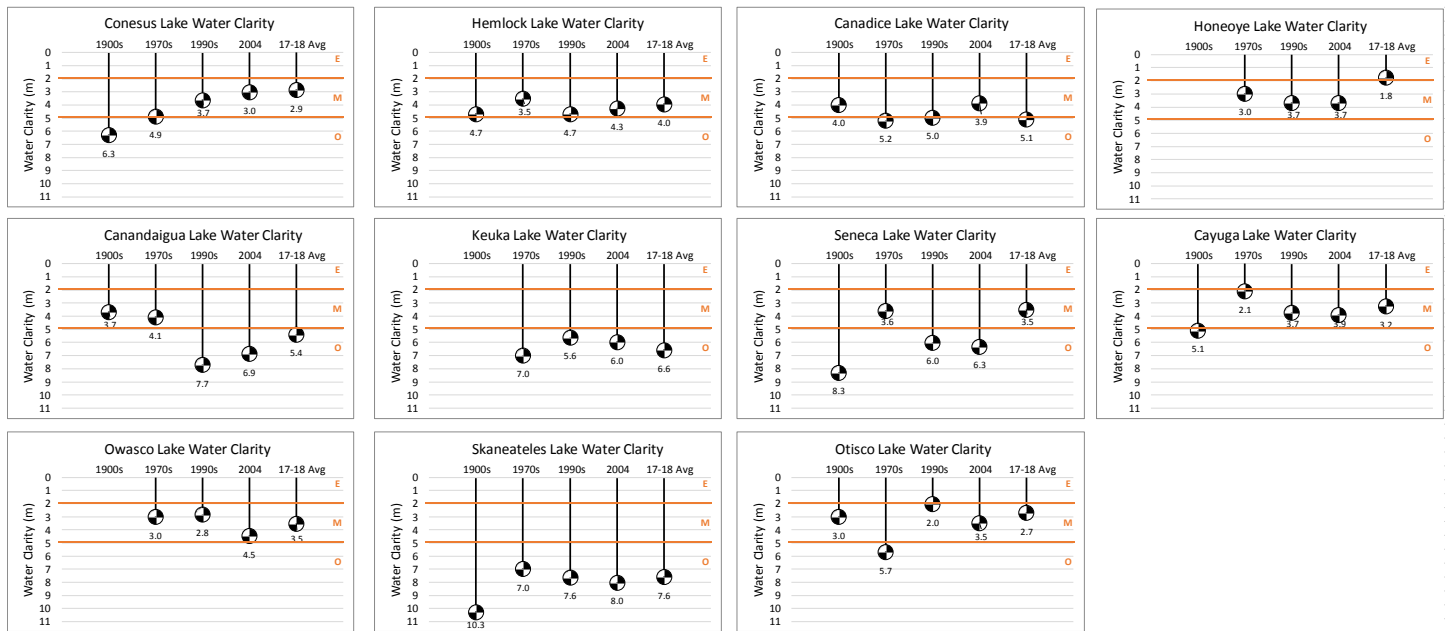 Conesus Lake Water Clarity
1900s 1970s 1990s 2004 17-18 Avg
Water Clarity (m)
0
1
2
3
4
5
6
7
8
9
10
11
E
M
O
6.3
4.9
3.7
3.0
2.9
Hemlock Lake Water Clarity
1900s 1970s 1990s 2004 17-18 Avg
Water Clarity (m)
0
1
2
3
4
5
6
7
8
9
10
11
E
M
O
4.7
3.5
4.7
4.3
4.0
Canadice Lake Water Clarity
1900s 1970s 1990s 2004 17-18 Avg
Water Clarity (m)
0
1
2
3
4
5
6
7
8
9
10
11
E
M
O
4.0
5.2
5.0
3.9
5.1
Honeoye Lake Water Clarity
1900s 1970s 1990s 2004 17-18 Avg
Water Clarity (m)
0
1
2
3
4
5
6
7
8
9
10
11
E
M
O
3.0
3.7
3.7
1.8
Canandaigua Lake Water Clarity
1900s 1970s 1990s 2004 17-18 Avg
Water Clarity (m)
0
1
2
3
4
5
6
7
8
9
10
11
E
M
O
3.7
4.1
7.7
6.9
5.4
Keuka Lake Water Clarity
1900s 1970s 1990s 2004 17-18 Avg
Water Clarity (m)
0
1
2
3
4
5
6
7
8
9
10
11
E
M
O
7.0
5.6
6.0
6.6
Seneca Lake Water Clarity
1900s 1970s 1990s 2004 17-18 Avg
Water Clarity (m)
0
1
2
3
4
5
6
7
8
9
10
11
E
M
O
8.3
3.6
6.0
6.3
3.5
Cayuga Lake Water Clarity
1900s 1970s 1990s 2004 17-18 Avg
Water Clarity (m)
0
1
2
3
4
5
6
7
8
9
10
11
E
M
O
5.1
2.1
3.7
3.9
3.2
Owasco Lake Water Clarity
1900s 1970s 1990s 2004 17-18 Avg
Water Clarity (m)
0
1
2
3
4
5
6
7
8
9
10
11
E
M
O
3.0
2.8
4.5
3.5
Skaneateles Lake Water Clarity
1900s 1970s 1990s 2004 17-18 Avg
Water Clarity (m)
0
1
2
3
4
5
6
7
8
9
10
11
E
M
O
10.3
7.0
7.6
8.0
7.6
Otisco Lake Water Clarity
1900s 1970s 1990s 2004 17-18 Avg
Water Clarity (m)
0
1
2
3
4
5
6
7
8
9
10
11
E
M
O
3.0
5.7
2.0
3.5
2.7